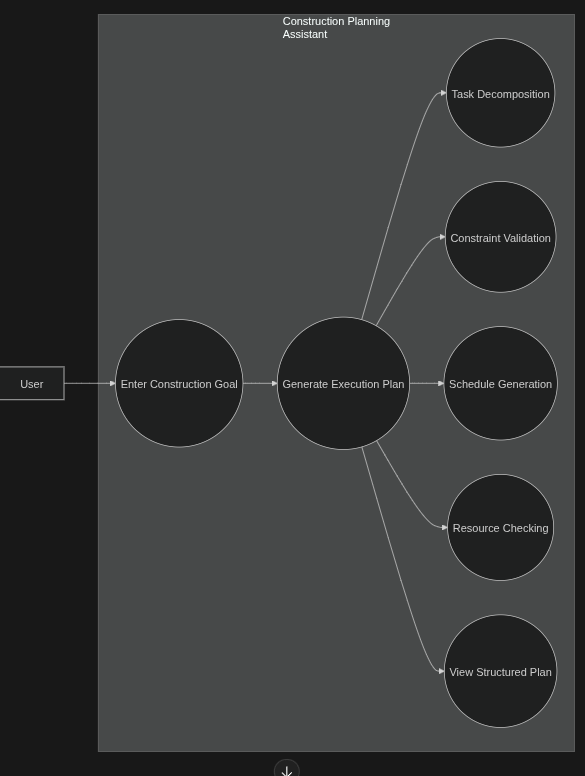 Construction Planning
Assistant
Task Decomposition
Constraint Validation
User
Enter Construction Goal
Generate Execution Plan
Schedule Generation
Resource Checking
View Structured Plan